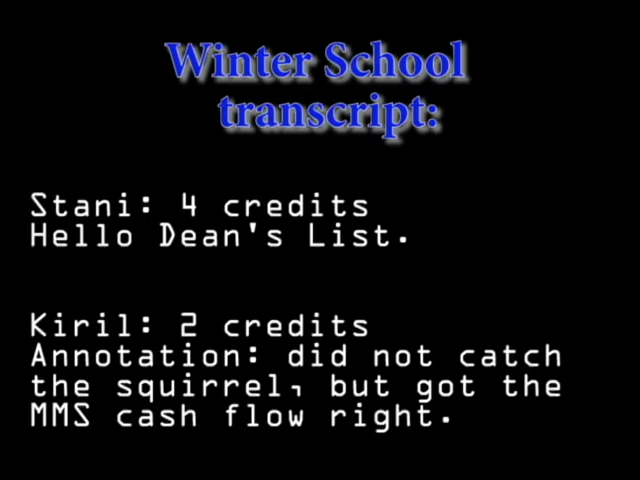 Winter School
transcript:
Stani: 4 credits
Hello Dean's List.
Kiril: 2 credits
Annotation: did not catch
the squirrel, but got the
MMS cash flow right.